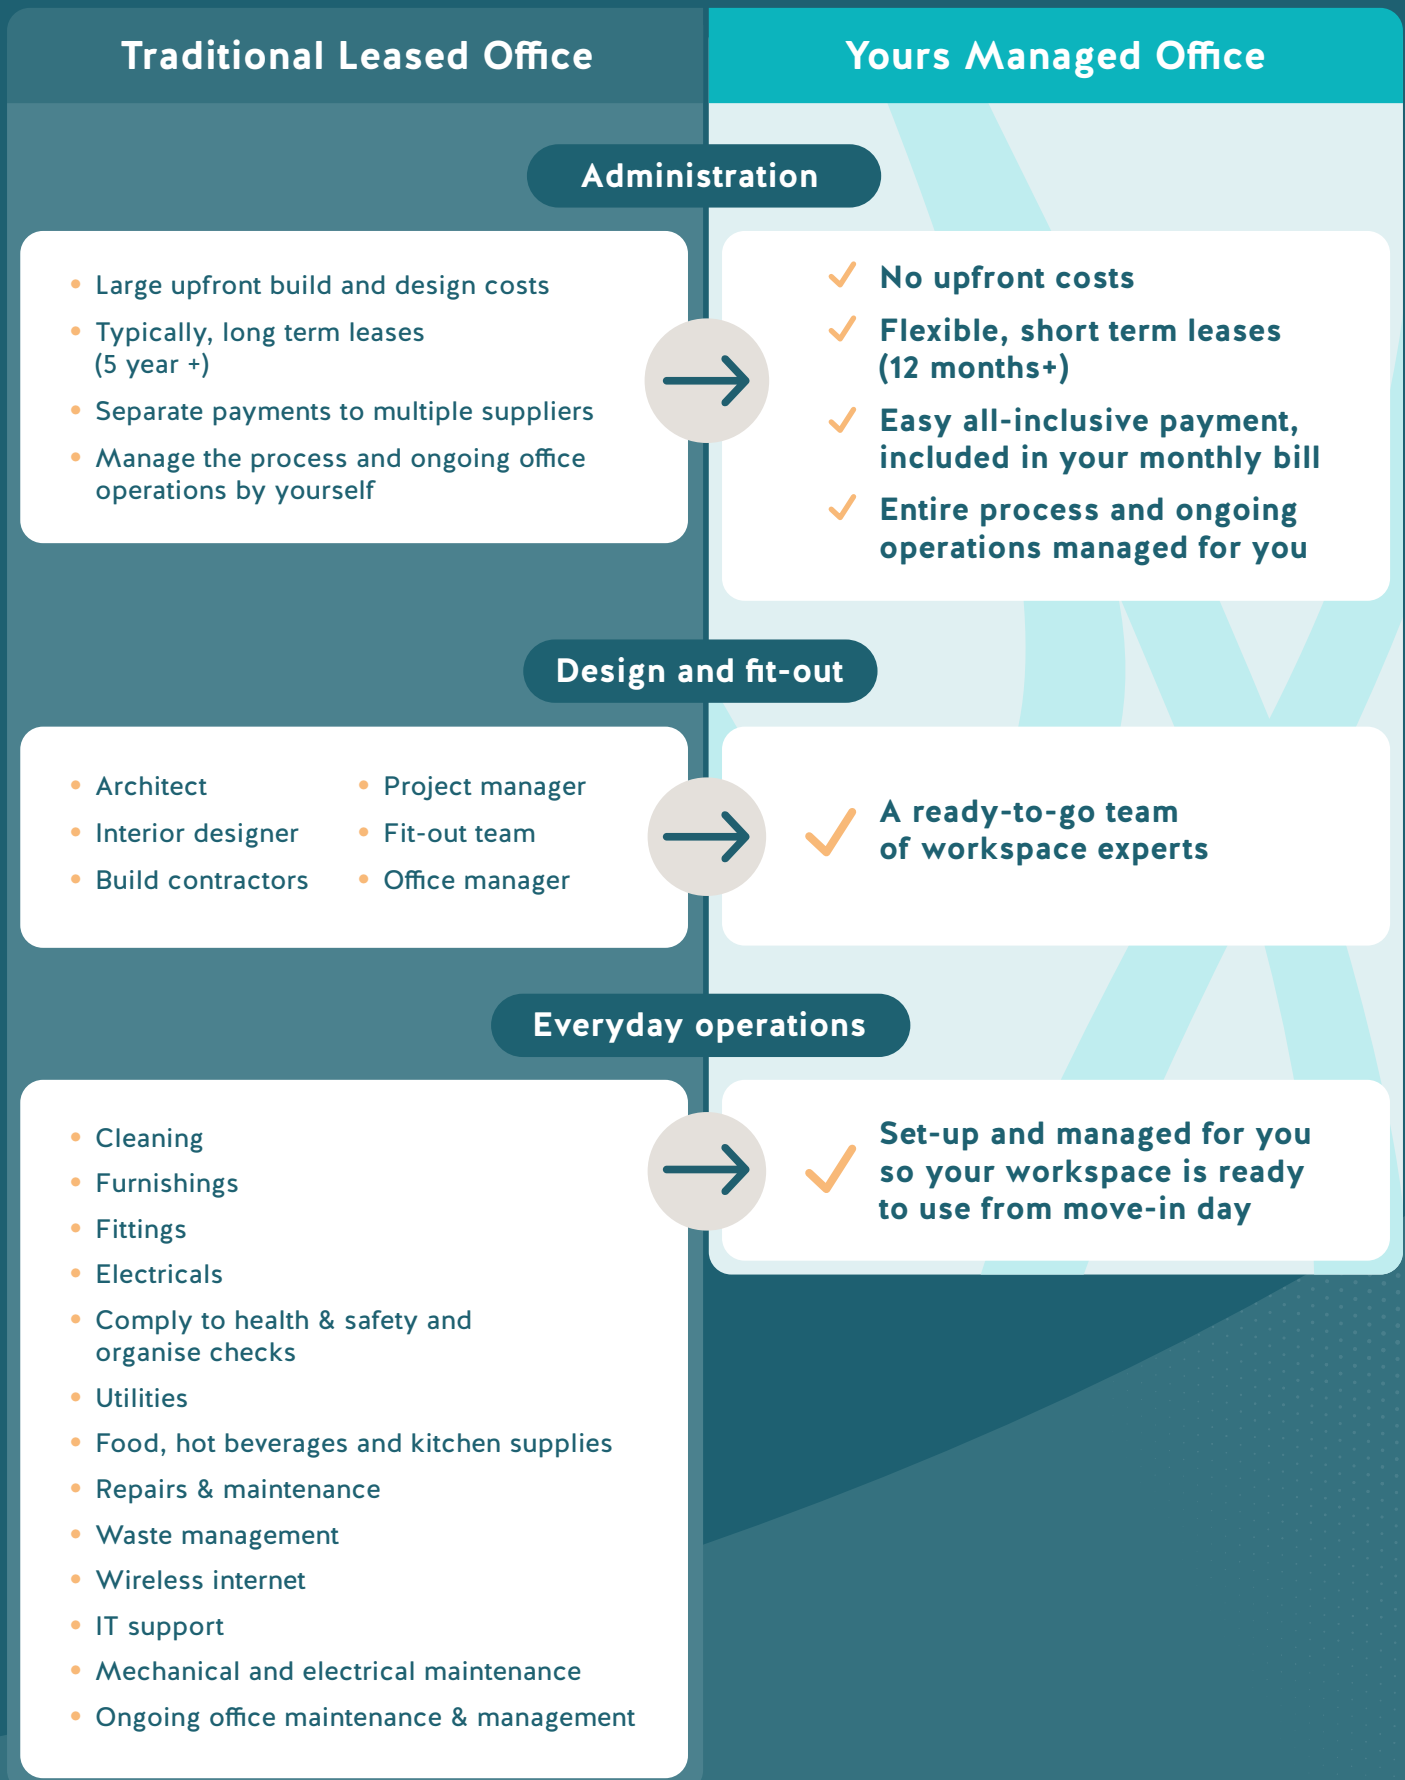 Traditional Leased Office
Yours Managed Office
Administration
Large upfront build and design costs
Typically, long term leases
(5 year +)
Separate payments to multiple suppliers
Manage the process and ongoing office
operations by yourself
No upfront costs
Flexible, short term leases
(12 months+)
Easy all-inclusive payment,
included in your monthly bill
Entire process and ongoing
operations managed for you
Design and fit-out
Architect
Interior designer
Build contractors
Project manager
Fit-out team
Office manager
A ready-to-go team
of workspace experts
Everyday operations
Cleaning
Furnishings
Fittings
Electricals
Comply to health & safety and
organise checks
Utilities
Food, hot beverages and kitchen supplies
Repairs & maintenance
Waste management
Wireless internet
IT support
Mechanical and electrical maintenance
Ongoing office maintenance & management
Set-up and managed for you
so your workspace is ready
to use from move-in day